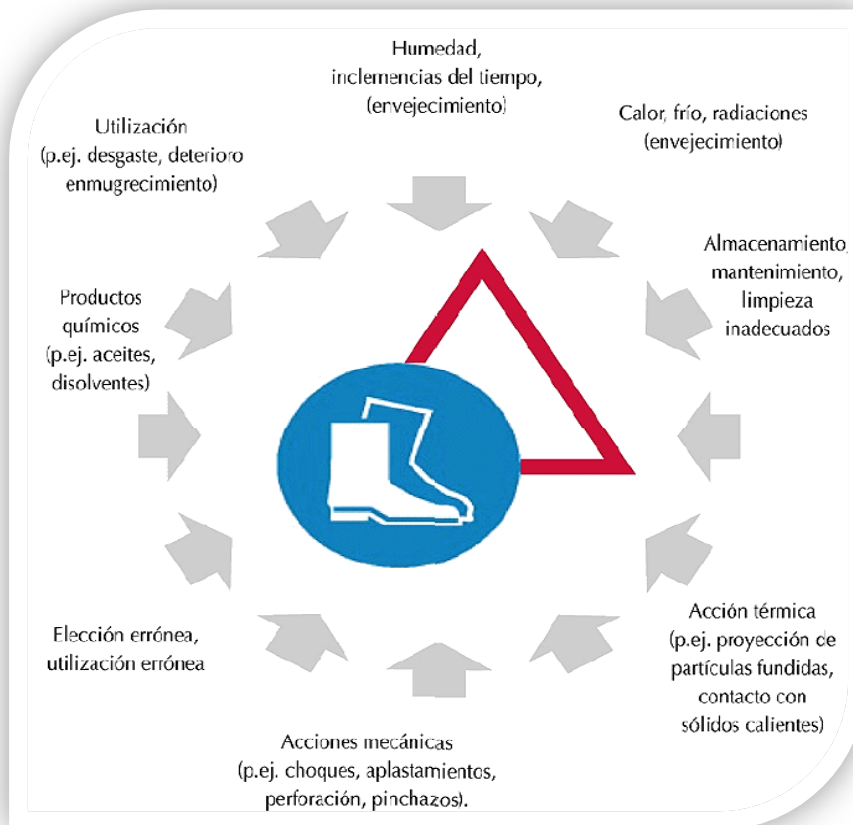 Humedad,
inclemencias del tiempo,
(envejecimiento)
Calor, frío, radiaciones
(envejecimiento)
Utilización
(p.ej. desgaste, deterioro
enmugrecimiento)
Almacenamiento,
mantenimiento,
limpieza
inadecuados
Productos
químicos
(p.ej. aceites,
disolventes)
Elección errónea,
utilización errónea
Acción térmica
(p.ej. proyección de
partículas fundidas,
contacto con
sólidos calientes)
Acciones mecánicas
(p.ej. choques, aplastamientos,
perforación, pinchazos).